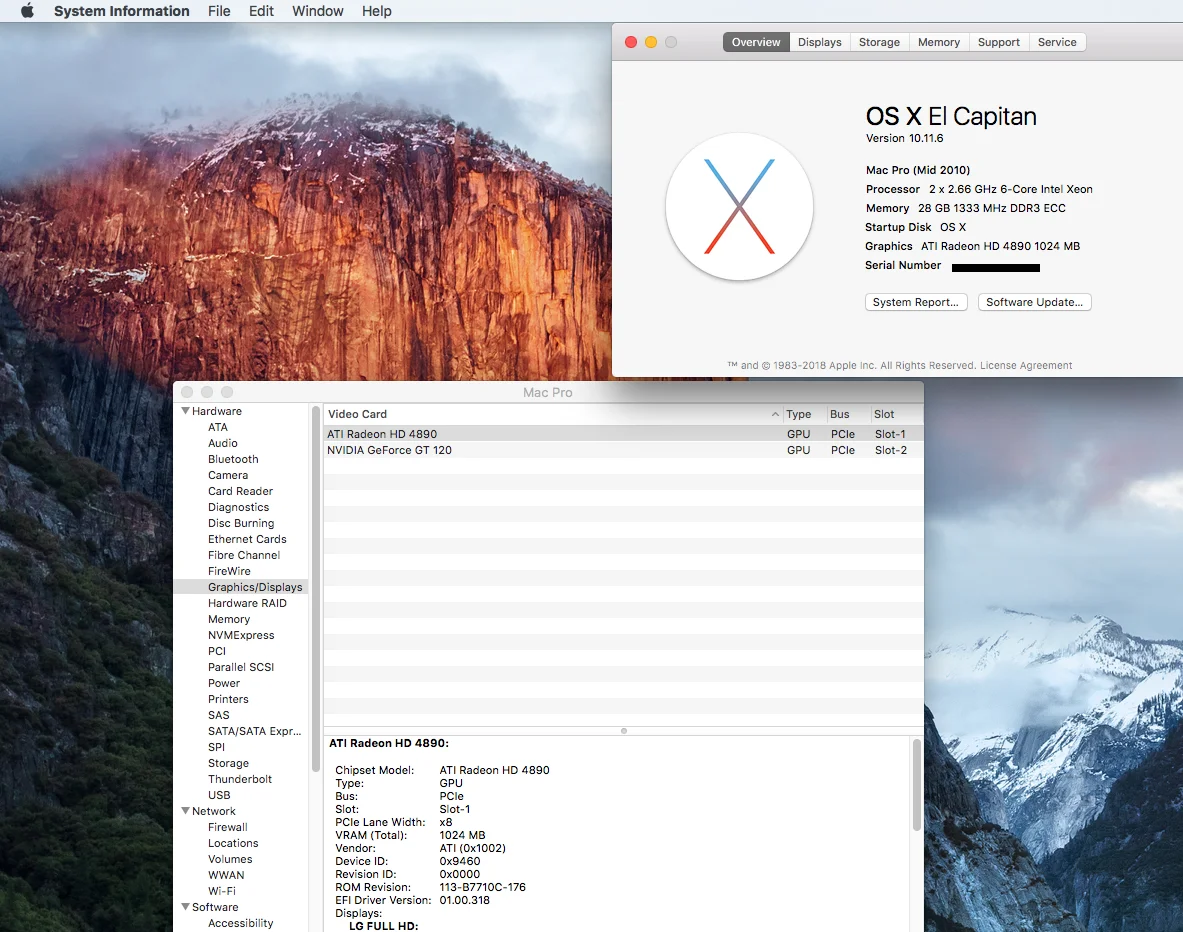 System Information File Edit Window Help
Overview Displays Storage Memory Support Service
OS X El Capitan
Version 10.11.6
Mac Pro (Mid 2010)
Processor 2 x 2.66 GHz 6-Core Intel Xeon
Memory 28 GB 1333 MHz DDR3 ECC
Startup Disk OS X
Graphics ATI Radeon HD 4890 1024 MB
Serial Number
System Report... Software Update...
™ and © 1983-2018 Apple Inc. All Rights Reserved. License Agreement
Mac Pro
Hardware
ATA
Audio
Bluetooth
Camera
Card Reader
Diagnostics
Disc Burning
Ethernet Cards
Fibre Channel
FireWire
Graphics/Displays
Hardware RAID
Memory
NVMExpress
PCI
Parallel SCSI
Power
Printers
SAS
SATA/SATA Expr...
SPI
Storage
Thunderbolt
USB
Network
Firewall
Locations
Volumes
WWAN
Wi-Fi
Software
Accessibility
Video Card Type Bus Slot
ATI Radeon HD 4890 GPU PCIe Slot-1
NVIDIA GeForce GT 120 GPU PCIe Slot-2
ATI Radeon HD 4890:
Chipset Model: ATI Radeon HD 4890
Type: GPU
Bus: PCIe
Slot: Slot-1
PCIe Lane Width: x8
VRAM (Total): 1024 MB
Vendor: ATI (0x1002)
Device ID: 0x9460
Revision ID: 0x0000
ROM Revision: 113-B7710C-176
EFI Driver Version: 01.00.318
Displays:
LG FULL HD: